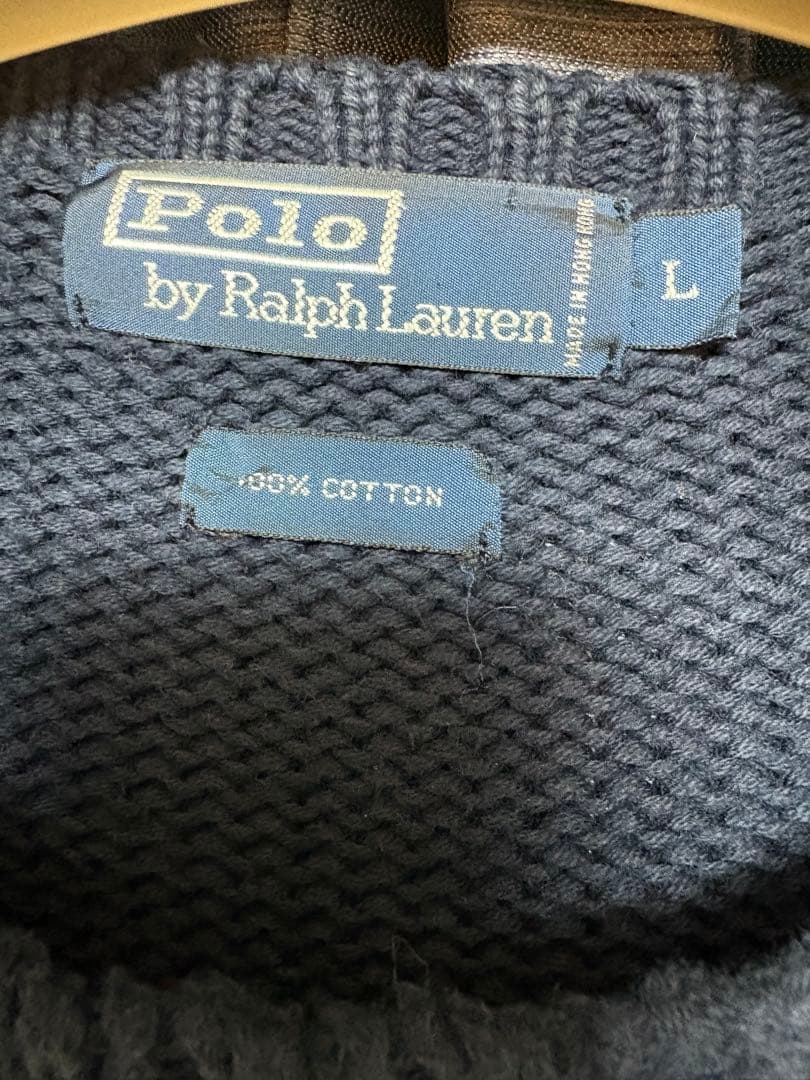 Polo
by Ralph Lauren
MADE IN HONG KONG
L
100% COTTON